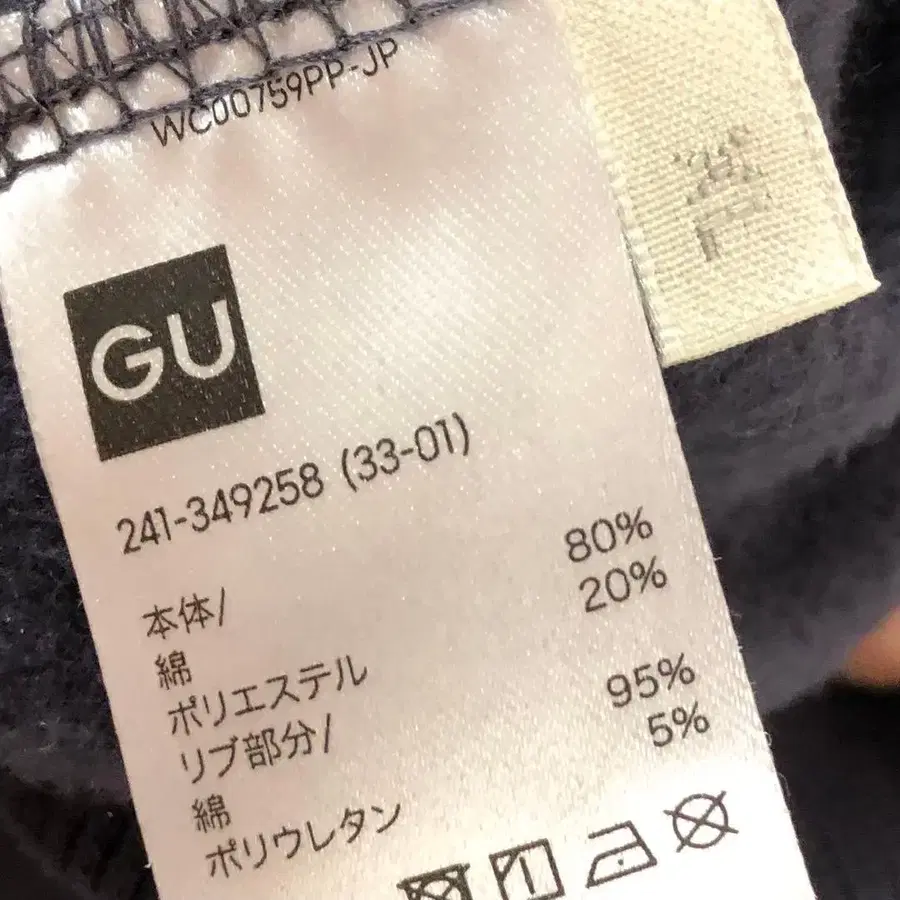 WC00759PP-JP
GU
241-349258 (33-01)
本体/
綿 80%
ポリエステル 20%
リブ部分/
綿 95%
ポリウレタン 5%